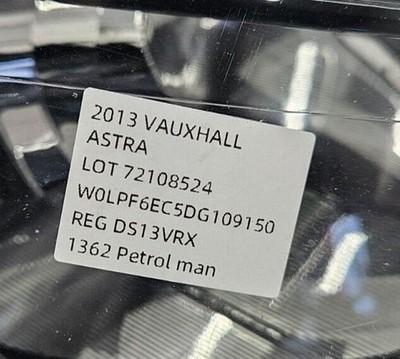 2013 VAUXHALL
ASTRA
LOT 72108524
W0LPF6EC5DG109150
REG DS13VRX
1362 Petrol man